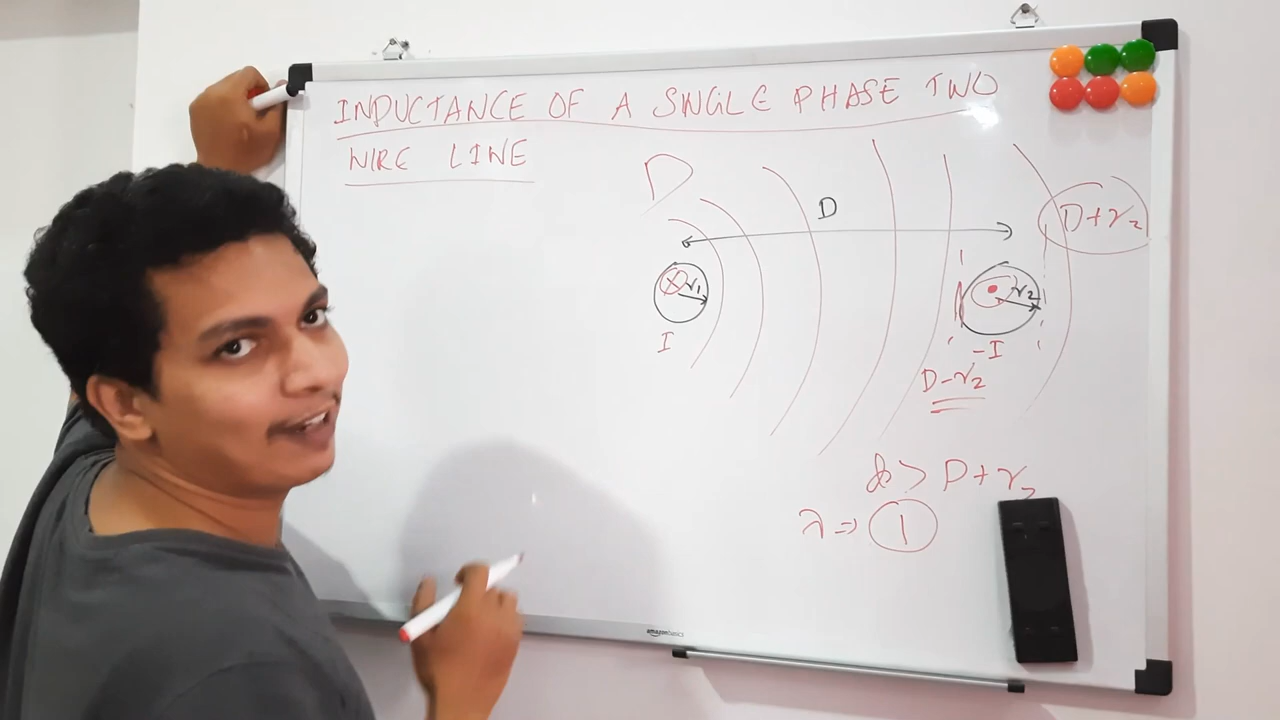 INDUCTANCE OF A SINGLE PHASE TWO
WIRE LINE
D
D
D+r₂
r₁
r₂
I
-I
D-r₂
> D+r₂
λ ⇒ 1
amazonbasics